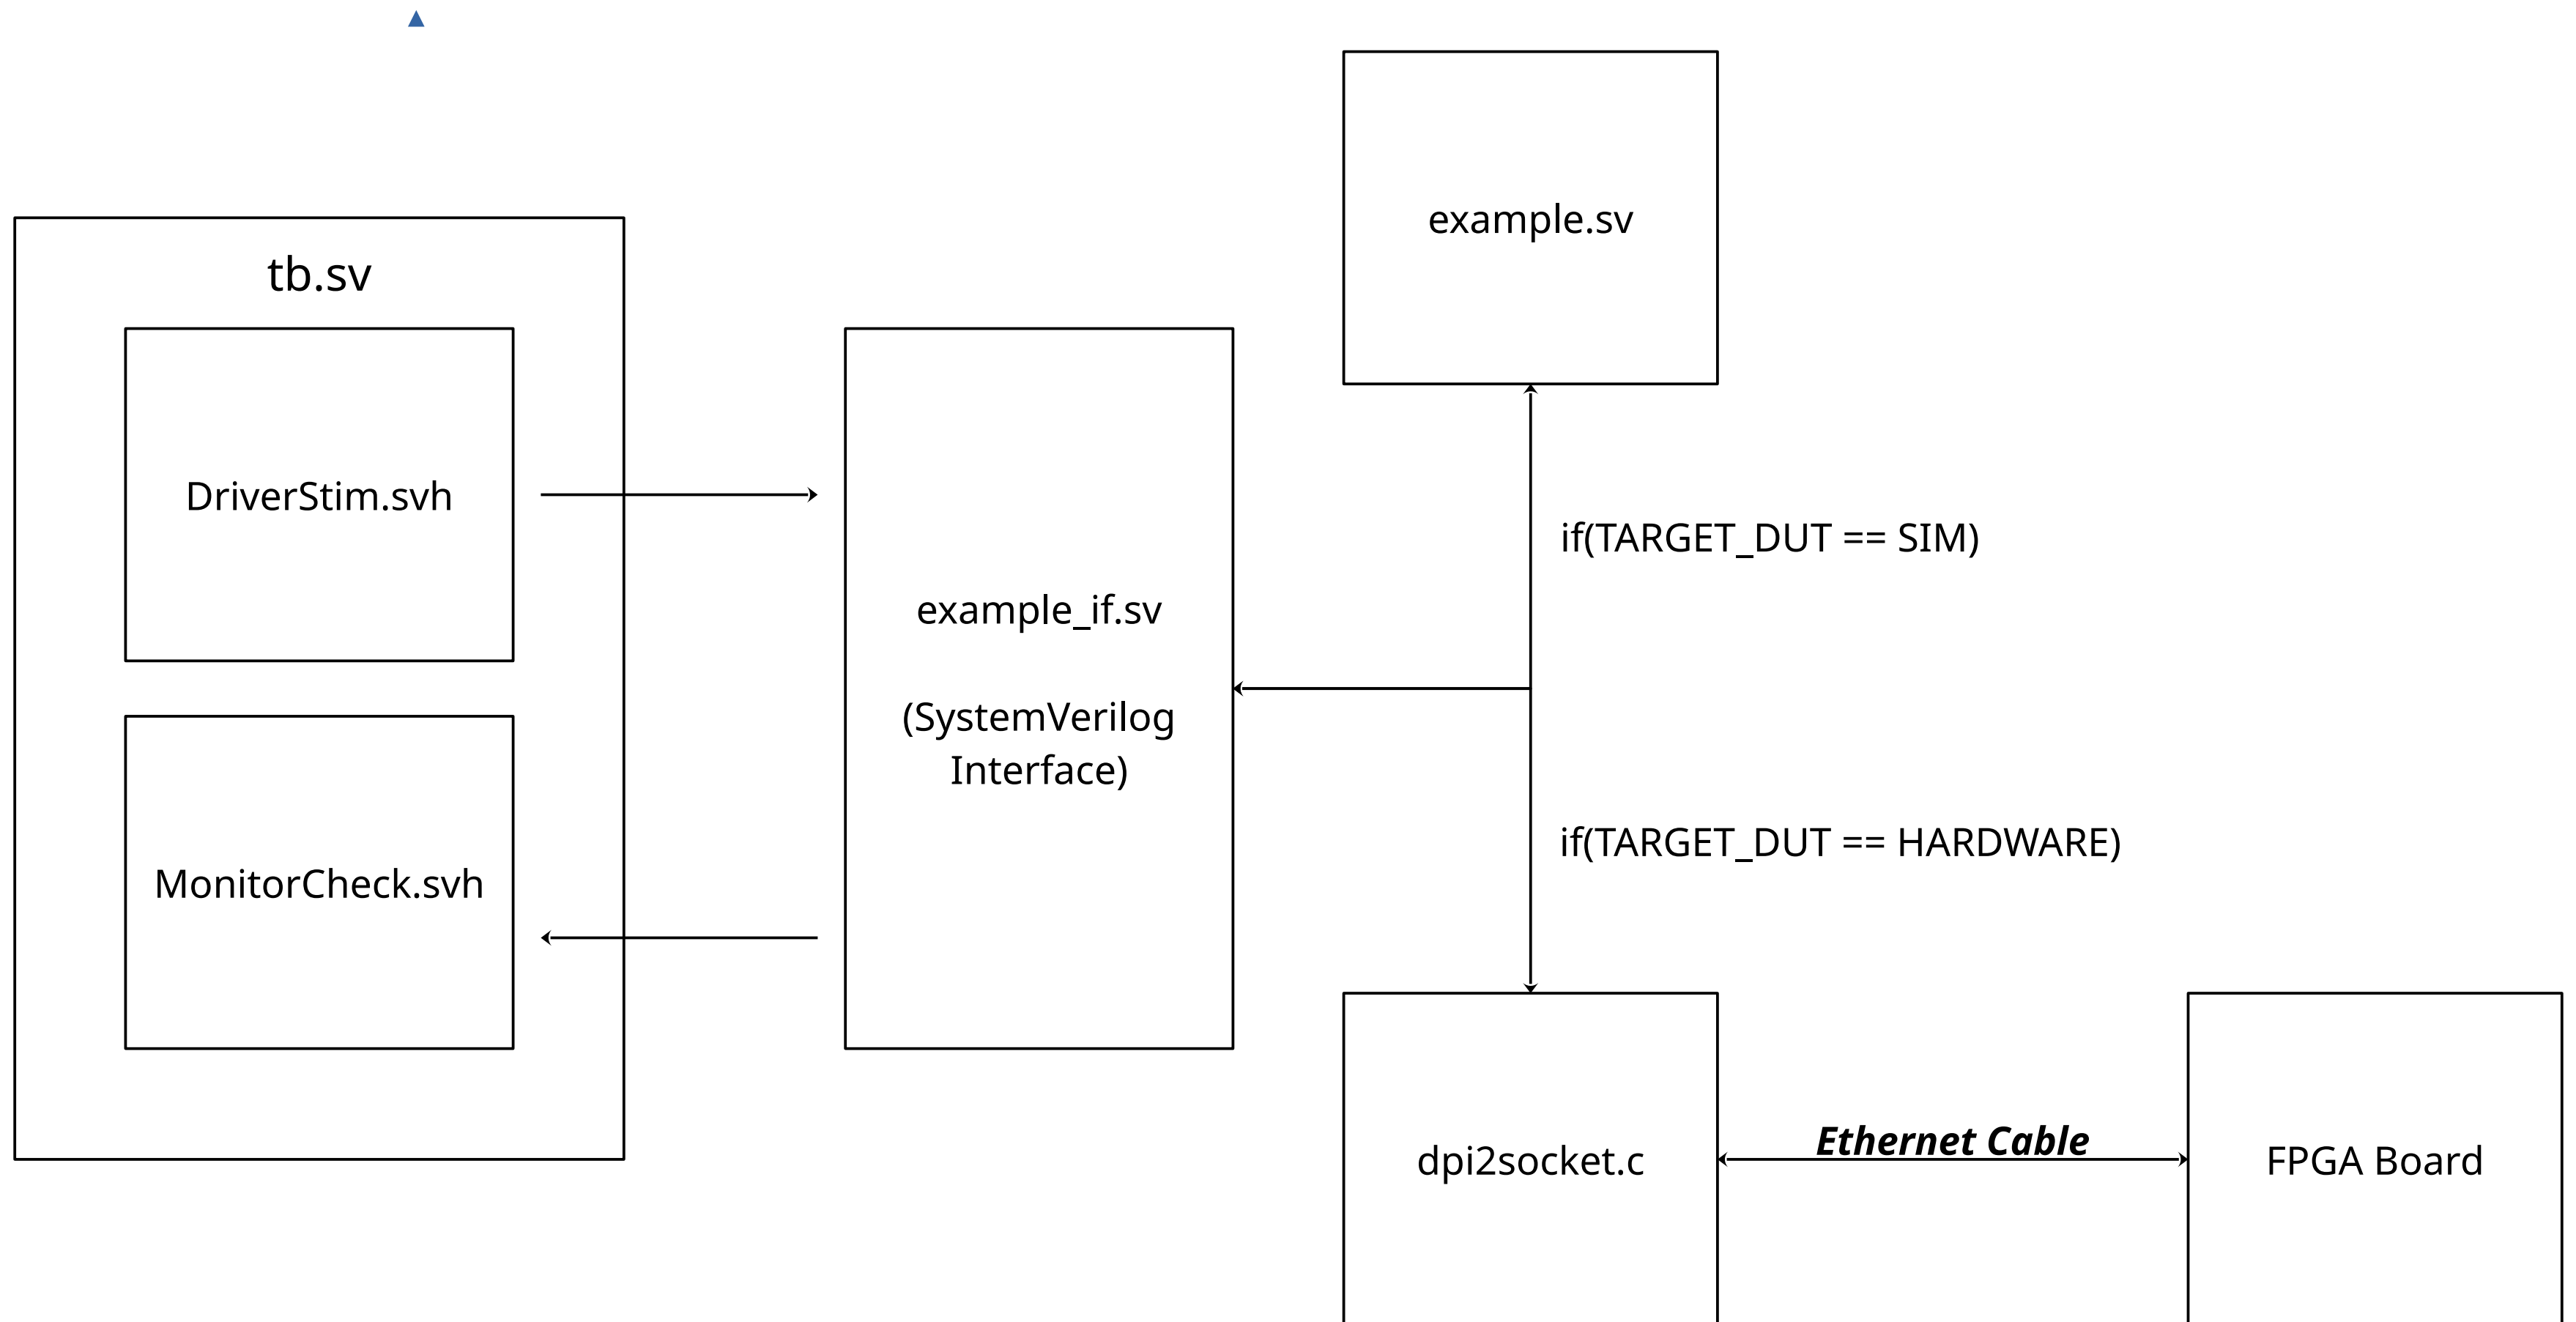 example.sv
tb.sv
DriverStim.svh
if(TARGET_DUT == SIM)
example_if.sv
(SystemVerilog
Interface)
if(TARGET_DUT == HARDWARE)
MonitorCheck.svh
Ethernet Cable
dpi2socket.c
FPGA Board